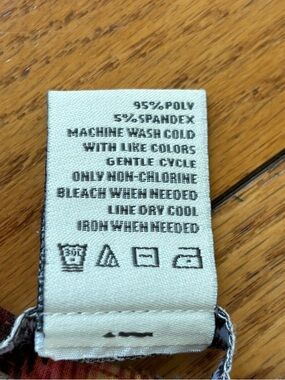 95% POLY
5% SPANDEX
MACHINE WASH COLD
WITH LIKE COLORS
GENTLE CYCLE
ONLY NON-CHLORINE
BLEACH WHEN NEEDED
LINE DRY COOL
IRON WHEN NEEDED
30C